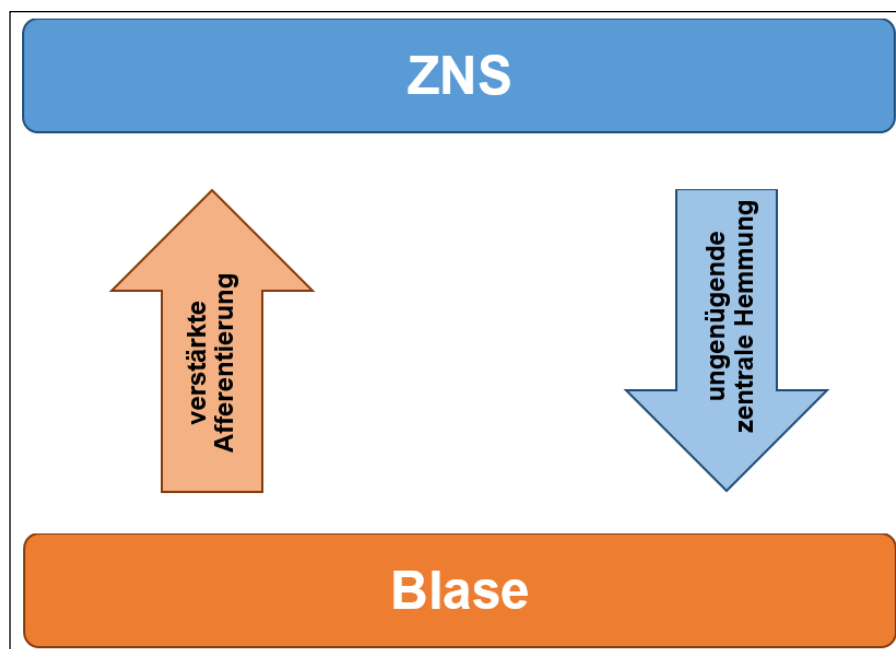 ZNS
verstärkte
Afferentierung
ungenügende
zentrale Hemmung
Blase